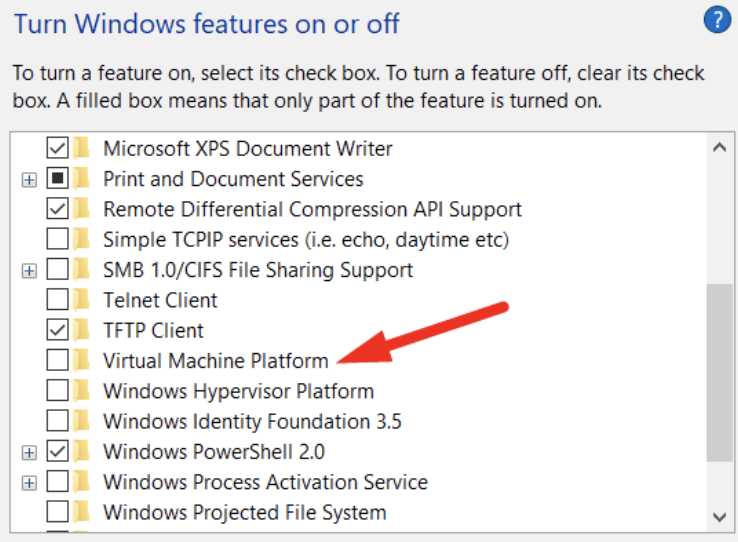 Turn Windows features on or off
?
To turn a feature on, select its check box. To turn a feature off, clear its check
box. A filled box means that only part of the feature is turned on.
Microsoft XPS Document Writer
Print and Document Services
Remote Differential Compression API Support
Simple TCPIP services (i.e. echo, daytime etc)
SMB 1.0/CIFS File Sharing Support
Telnet Client
TFTP Client
Virtual Machine Platform
Windows Hypervisor Platform
Windows Identity Foundation 3.5
Windows PowerShell 2.0
Windows Process Activation Service
Windows Projected File System